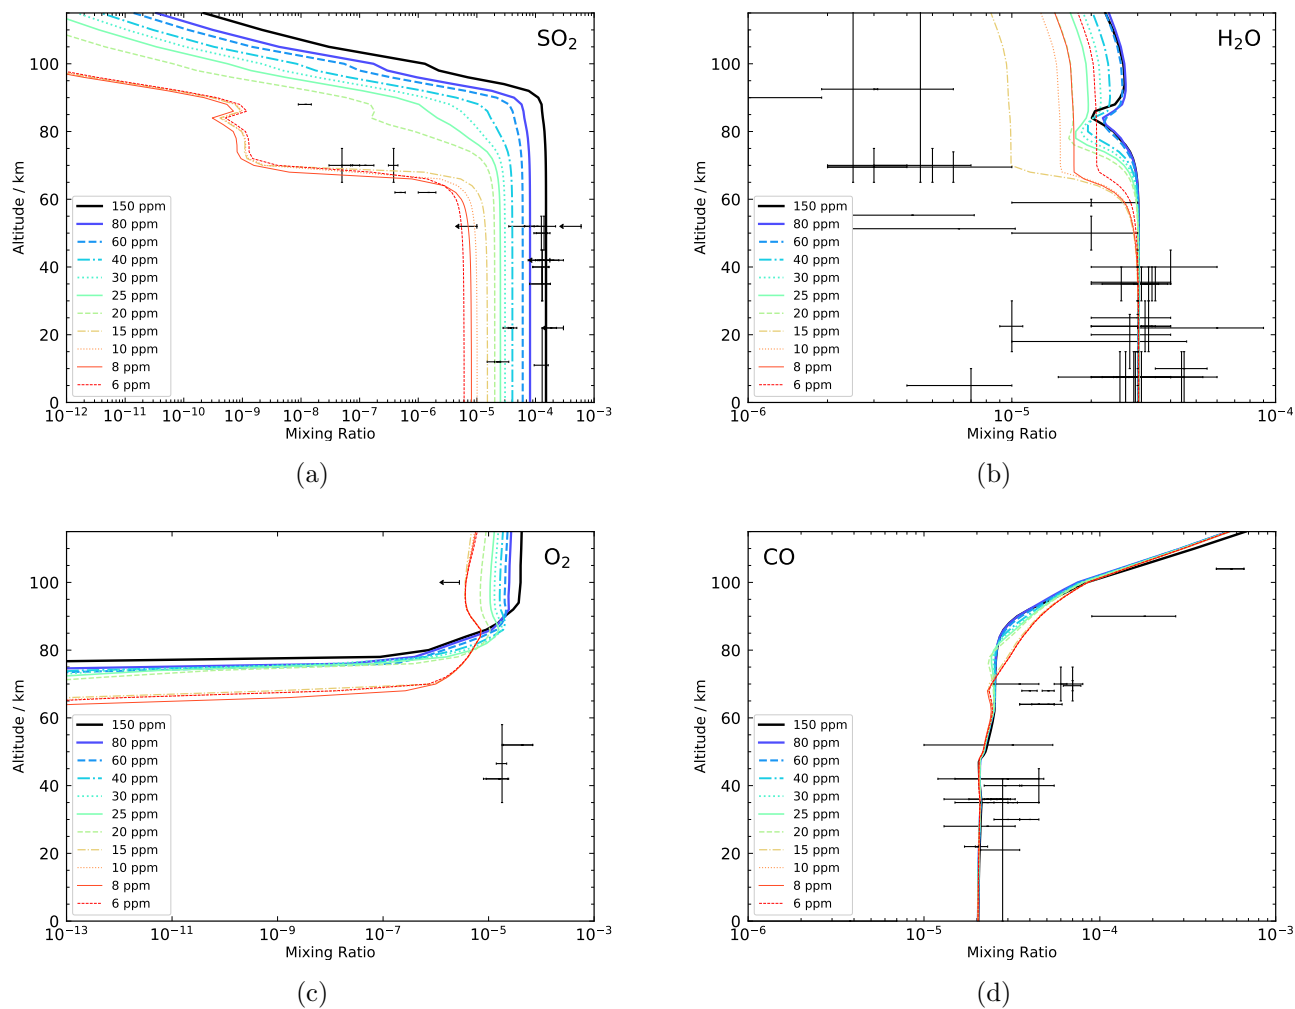 SO₂
Altitude / km
100
80
60
40
20
0
150 ppm
80 ppm
60 ppm
40 ppm
30 ppm
25 ppm
20 ppm
15 ppm
10 ppm
8 ppm
6 ppm
10⁻¹² 10⁻¹¹ 10⁻¹⁰ 10⁻⁹ 10⁻⁸ 10⁻⁷ 10⁻⁶ 10⁻⁵ 10⁻⁴ 10⁻³
Mixing Ratio
(a)
H₂O
Altitude / km
100
80
60
40
20
0
150 ppm
80 ppm
60 ppm
40 ppm
30 ppm
25 ppm
20 ppm
15 ppm
10 ppm
8 ppm
6 ppm
10⁻⁶ 10⁻⁵ 10⁻⁴
Mixing Ratio
(b)
O₂
Altitude / km
100
80
60
40
20
0
150 ppm
80 ppm
60 ppm
40 ppm
30 ppm
25 ppm
20 ppm
15 ppm
10 ppm
8 ppm
6 ppm
10⁻¹³ 10⁻¹¹ 10⁻⁹ 10⁻⁷ 10⁻⁵ 10⁻³
Mixing Ratio
(c)
CO
Altitude / km
100
80
60
40
20
0
150 ppm
80 ppm
60 ppm
40 ppm
30 ppm
25 ppm
20 ppm
15 ppm
10 ppm
8 ppm
6 ppm
10⁻⁶ 10⁻⁵ 10⁻⁴ 10⁻³
Mixing Ratio
(d)